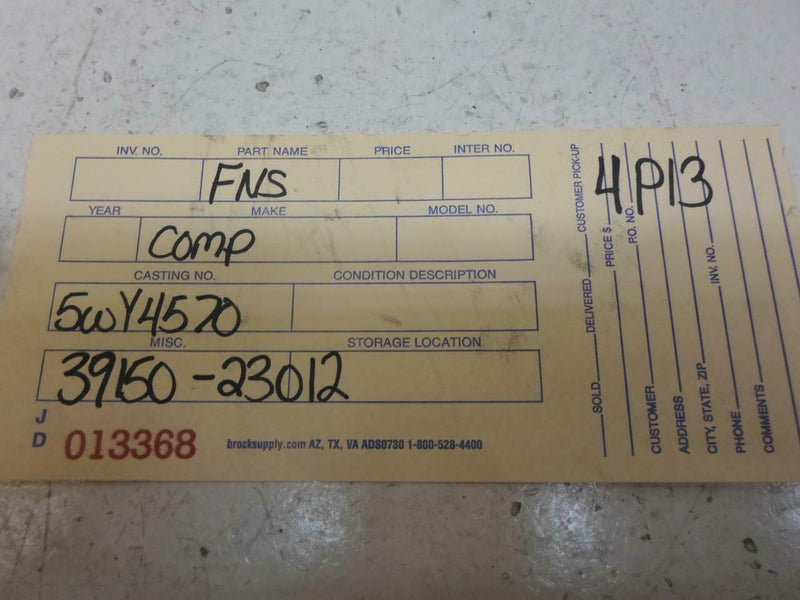 INV. NO. PART NAME PRICE INTER NO.
FNS
YEAR MAKE MODEL NO.
Comp
CASTING NO. CONDITION DESCRIPTION
5WY4570
MISC. STORAGE LOCATION
39150-23012
JD 013368 brocksupply.com AZ, TX, VA ADS0730 1-800-528-4400
4P13
SOLD DELIVERED CUSTOMER PICK-UP
PRICE $
P.O. NO.
CUSTOMER
ADDRESS
CITY, STATE, ZIP INV. NO.
PHONE
COMMENTS